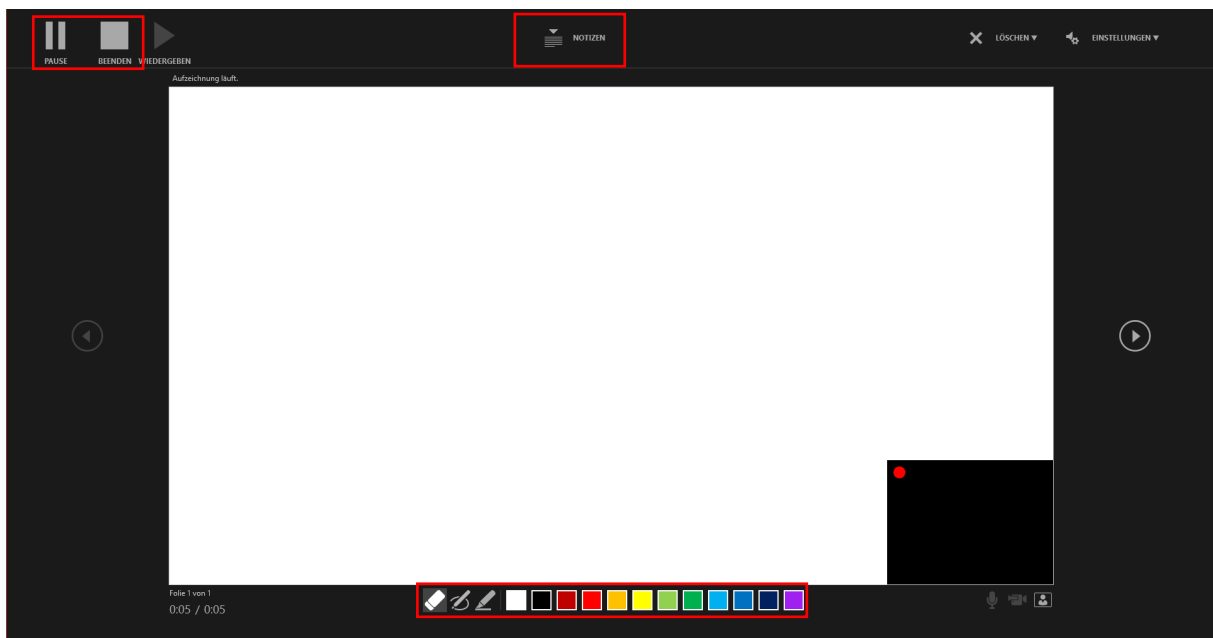 PAUSE
BEENDEN
WIEDERGEBEN
NOTIZEN
LÖSCHEN
EINSTELLUNGEN
Aufzeichnung läuft.
Folie 1 von 1
0:05 / 0:05